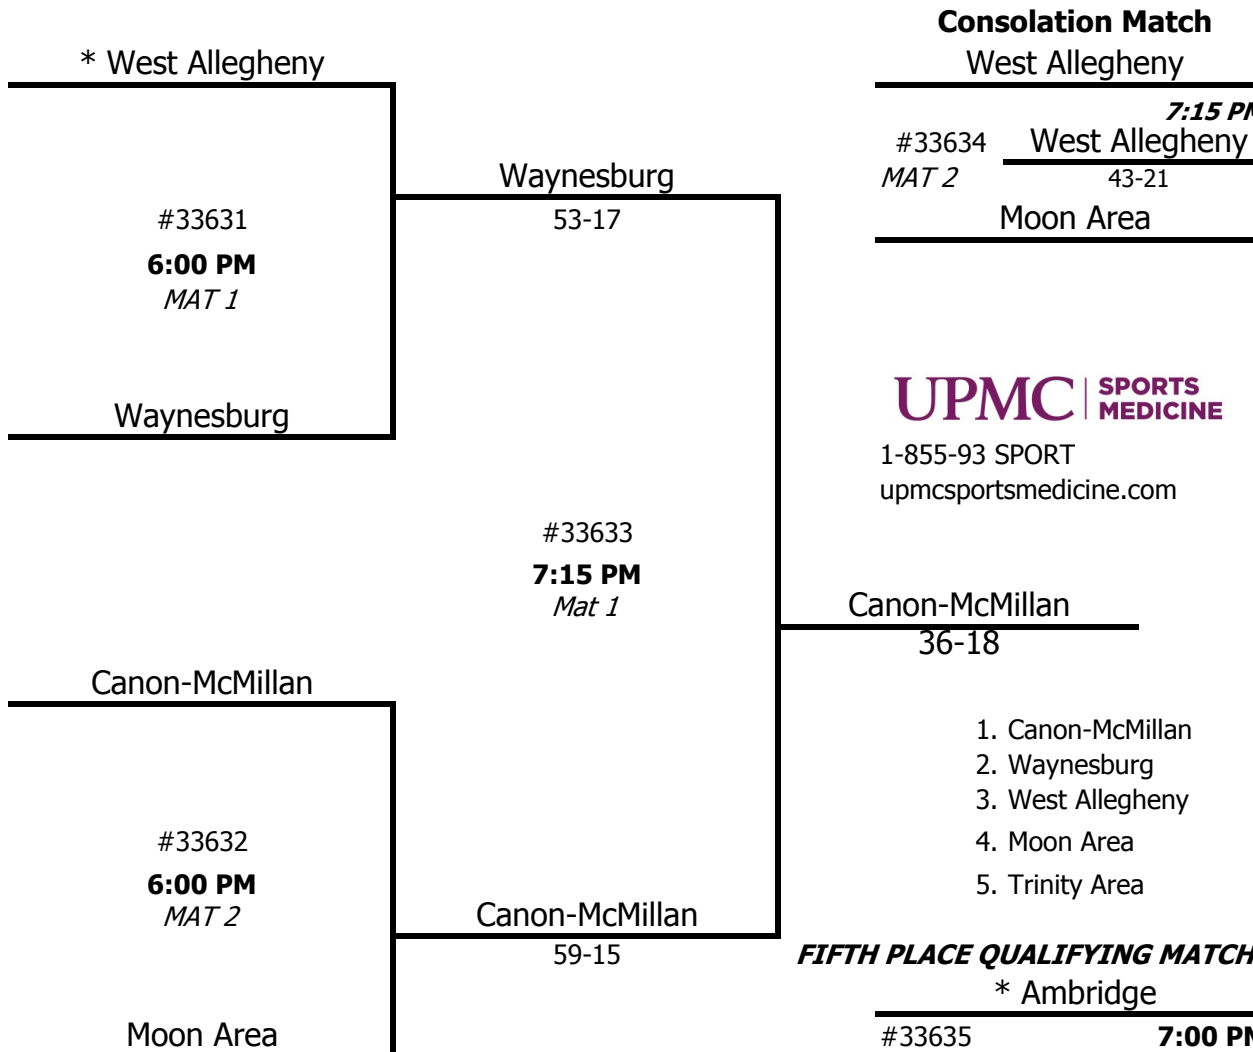 Consolation Match
* West Allegheny
West Allegheny
7:15 PM
#33634 West Allegheny
MAT 2 43-21
Waynesburg
53-17
Moon Area
#33631
6:00 PM
MAT 1
UPMC SPORTS MEDICINE
Waynesburg
1-855-93 SPORT
upmcsportsmedicine.com
#33633
7:15 PM
Mat 1
Canon-McMillan
36-18
Canon-McMillan
1. Canon-McMillan
2. Waynesburg
3. West Allegheny
4. Moon Area
5. Trinity Area
#33632
6:00 PM
MAT 2
Canon-McMillan
59-15
FIFTH PLACE QUALIFYING MATCH
* Ambridge
Moon Area
#33635 7:00 PM